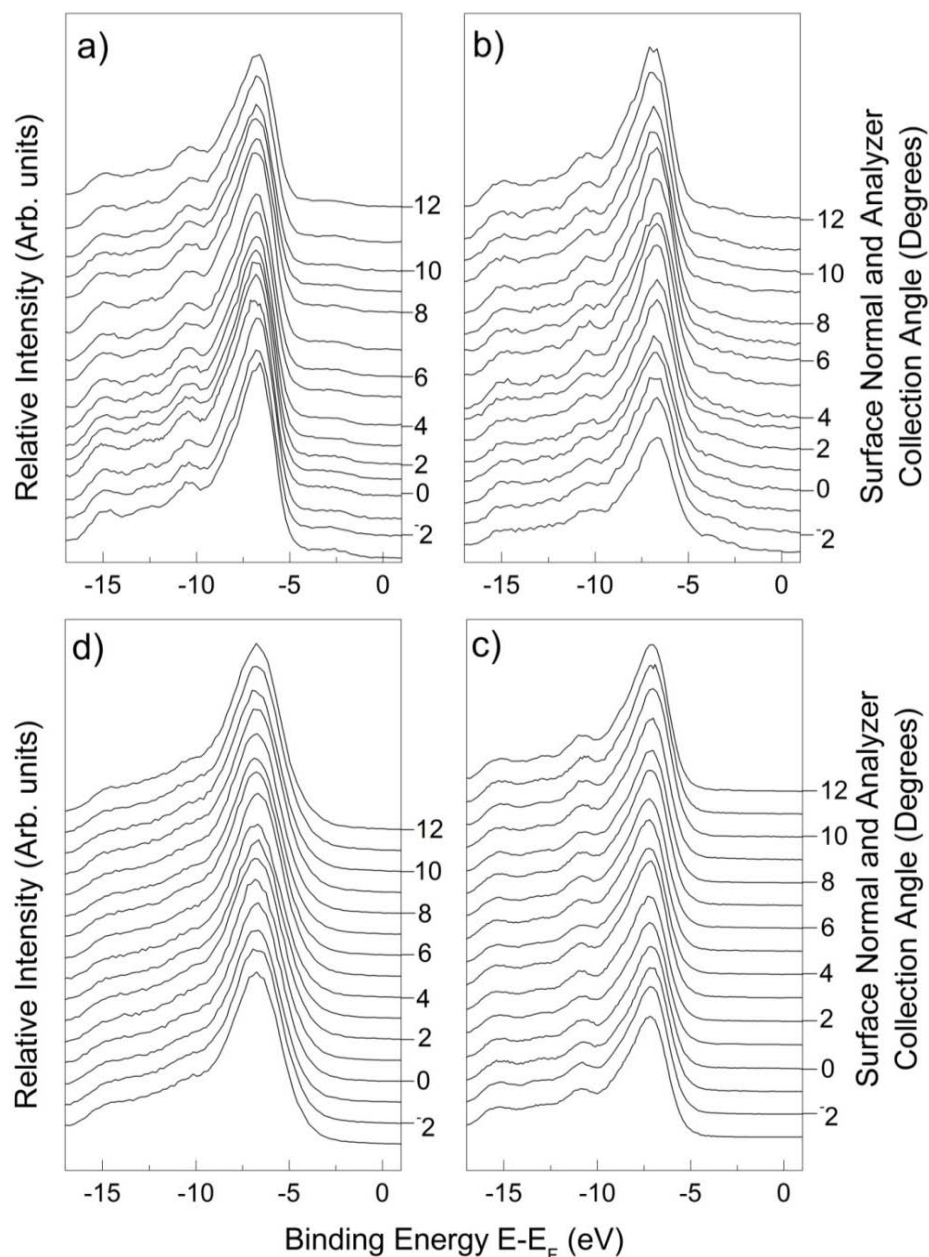 a)
b)
Relative Intensity (Arb. units)
12
10
8
6
4
2
0
-2
12
10
8
6
4
2
0
-2
Surface Normal and Analyzer
Collection Angle (Degrees)
-15 -10 -5 0
-15 -10 -5 0
d)
c)
Relative Intensity (Arb. units)
12
10
8
6
4
2
0
-2
12
10
8
6
4
2
0
-2
Surface Normal and Analyzer
Collection Angle (Degrees)
-15 -10 -5 0
-15 -10 -5 0
Binding Energy E-E_F (eV)